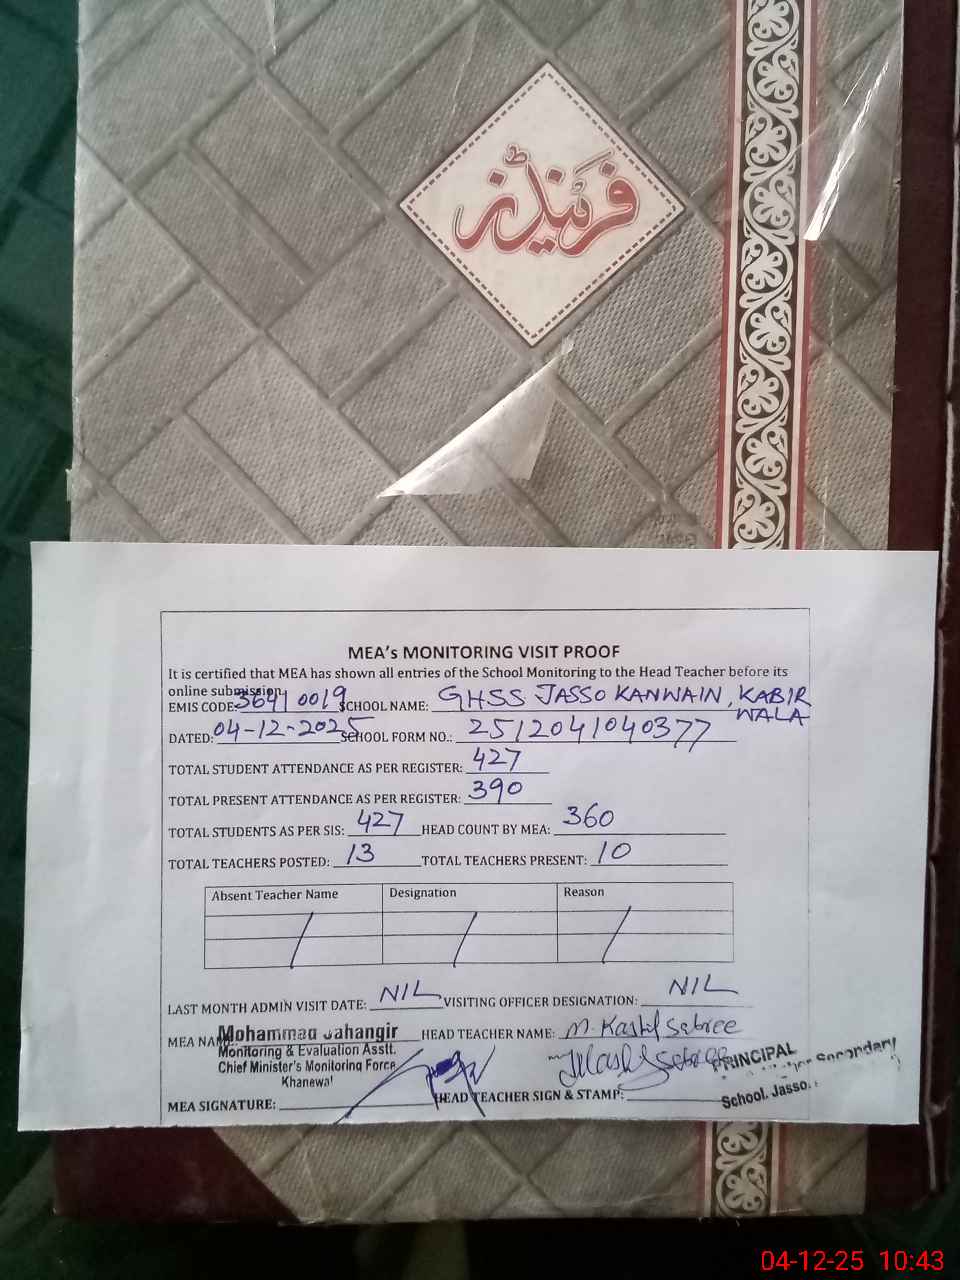 فرینڈز
MEA's MONITORING VISIT PROOF
It is certified that MEA has shown all entries of the School Monitoring to the Head Teacher before its
online submission.
EMIS CODE: 36410019 SCHOOL NAME: GHSS JASSO KANWAIN, KABIR
WALA
DATED: 04-12-2025 SCHOOL FORM NO.: 2512041040377
TOTAL STUDENT ATTENDANCE AS PER REGISTER: 427
TOTAL PRESENT ATTENDANCE AS PER REGISTER: 390
TOTAL STUDENTS AS PER SIS: 427 HEAD COUNT BY MEA: 360
TOTAL TEACHERS POSTED: 13 TOTAL TEACHERS PRESENT: 10
Absent Teacher Name Designation Reason
LAST MONTH ADMIN VISIT DATE: NIL VISITING OFFICER DESIGNATION: NIL
MEA NAME: Mohammad Jahangir HEAD TEACHER NAME: M. Kashif Sabree
Monitoring & Evaluation Asstt.
Chief Minister's Monitoring Force
Khanewal
MEA SIGNATURE: HEAD TEACHER SIGN & STAMP:
PRINCIPAL
Higher Secondary
School. Jasso
04-12-25 10:43